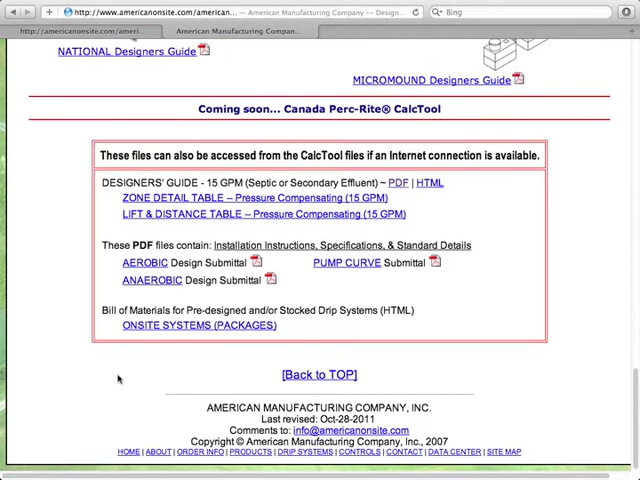 http://www.americanonsite.com/american... — American Manufacturing Company — Design...
Bing
http://americanonsite.com/ameri...
American Manufacturing Compan...
NATIONAL Designers Guide
MICROMOUND Designers Guide
Coming soon... Canada Perc-Rite® CalcTool
These files can also be accessed from the CalcTool files if an Internet connection is available.
DESIGNERS' GUIDE - 15 GPM (Septic or Secondary Effluent) ~ PDF | HTML
ZONE DETAIL TABLE -- Pressure Compensating (15 GPM)
LIFT & DISTANCE TABLE -- Pressure Compensating (15 GPM)
These PDF files contain: Installation Instructions, Specifications, & Standard Details
AEROBIC Design Submittal PUMP CURVE Submittal
ANAEROBIC Design Submittal
Bill of Materials for Pre-designed and/or Stocked Drip Systems (HTML)
ONSITE SYSTEMS (PACKAGES)
[Back to TOP]
AMERICAN MANUFACTURING COMPANY, INC.
Last revised: Oct-28-2011
Comments to: info@americanonsite.com
Copyright © American Manufacturing Company, Inc., 2007
HOME | ABOUT | ORDER INFO | PRODUCTS | DRIP SYSTEMS | CONTROLS | CONTACT | DATA CENTER | SITE MAP